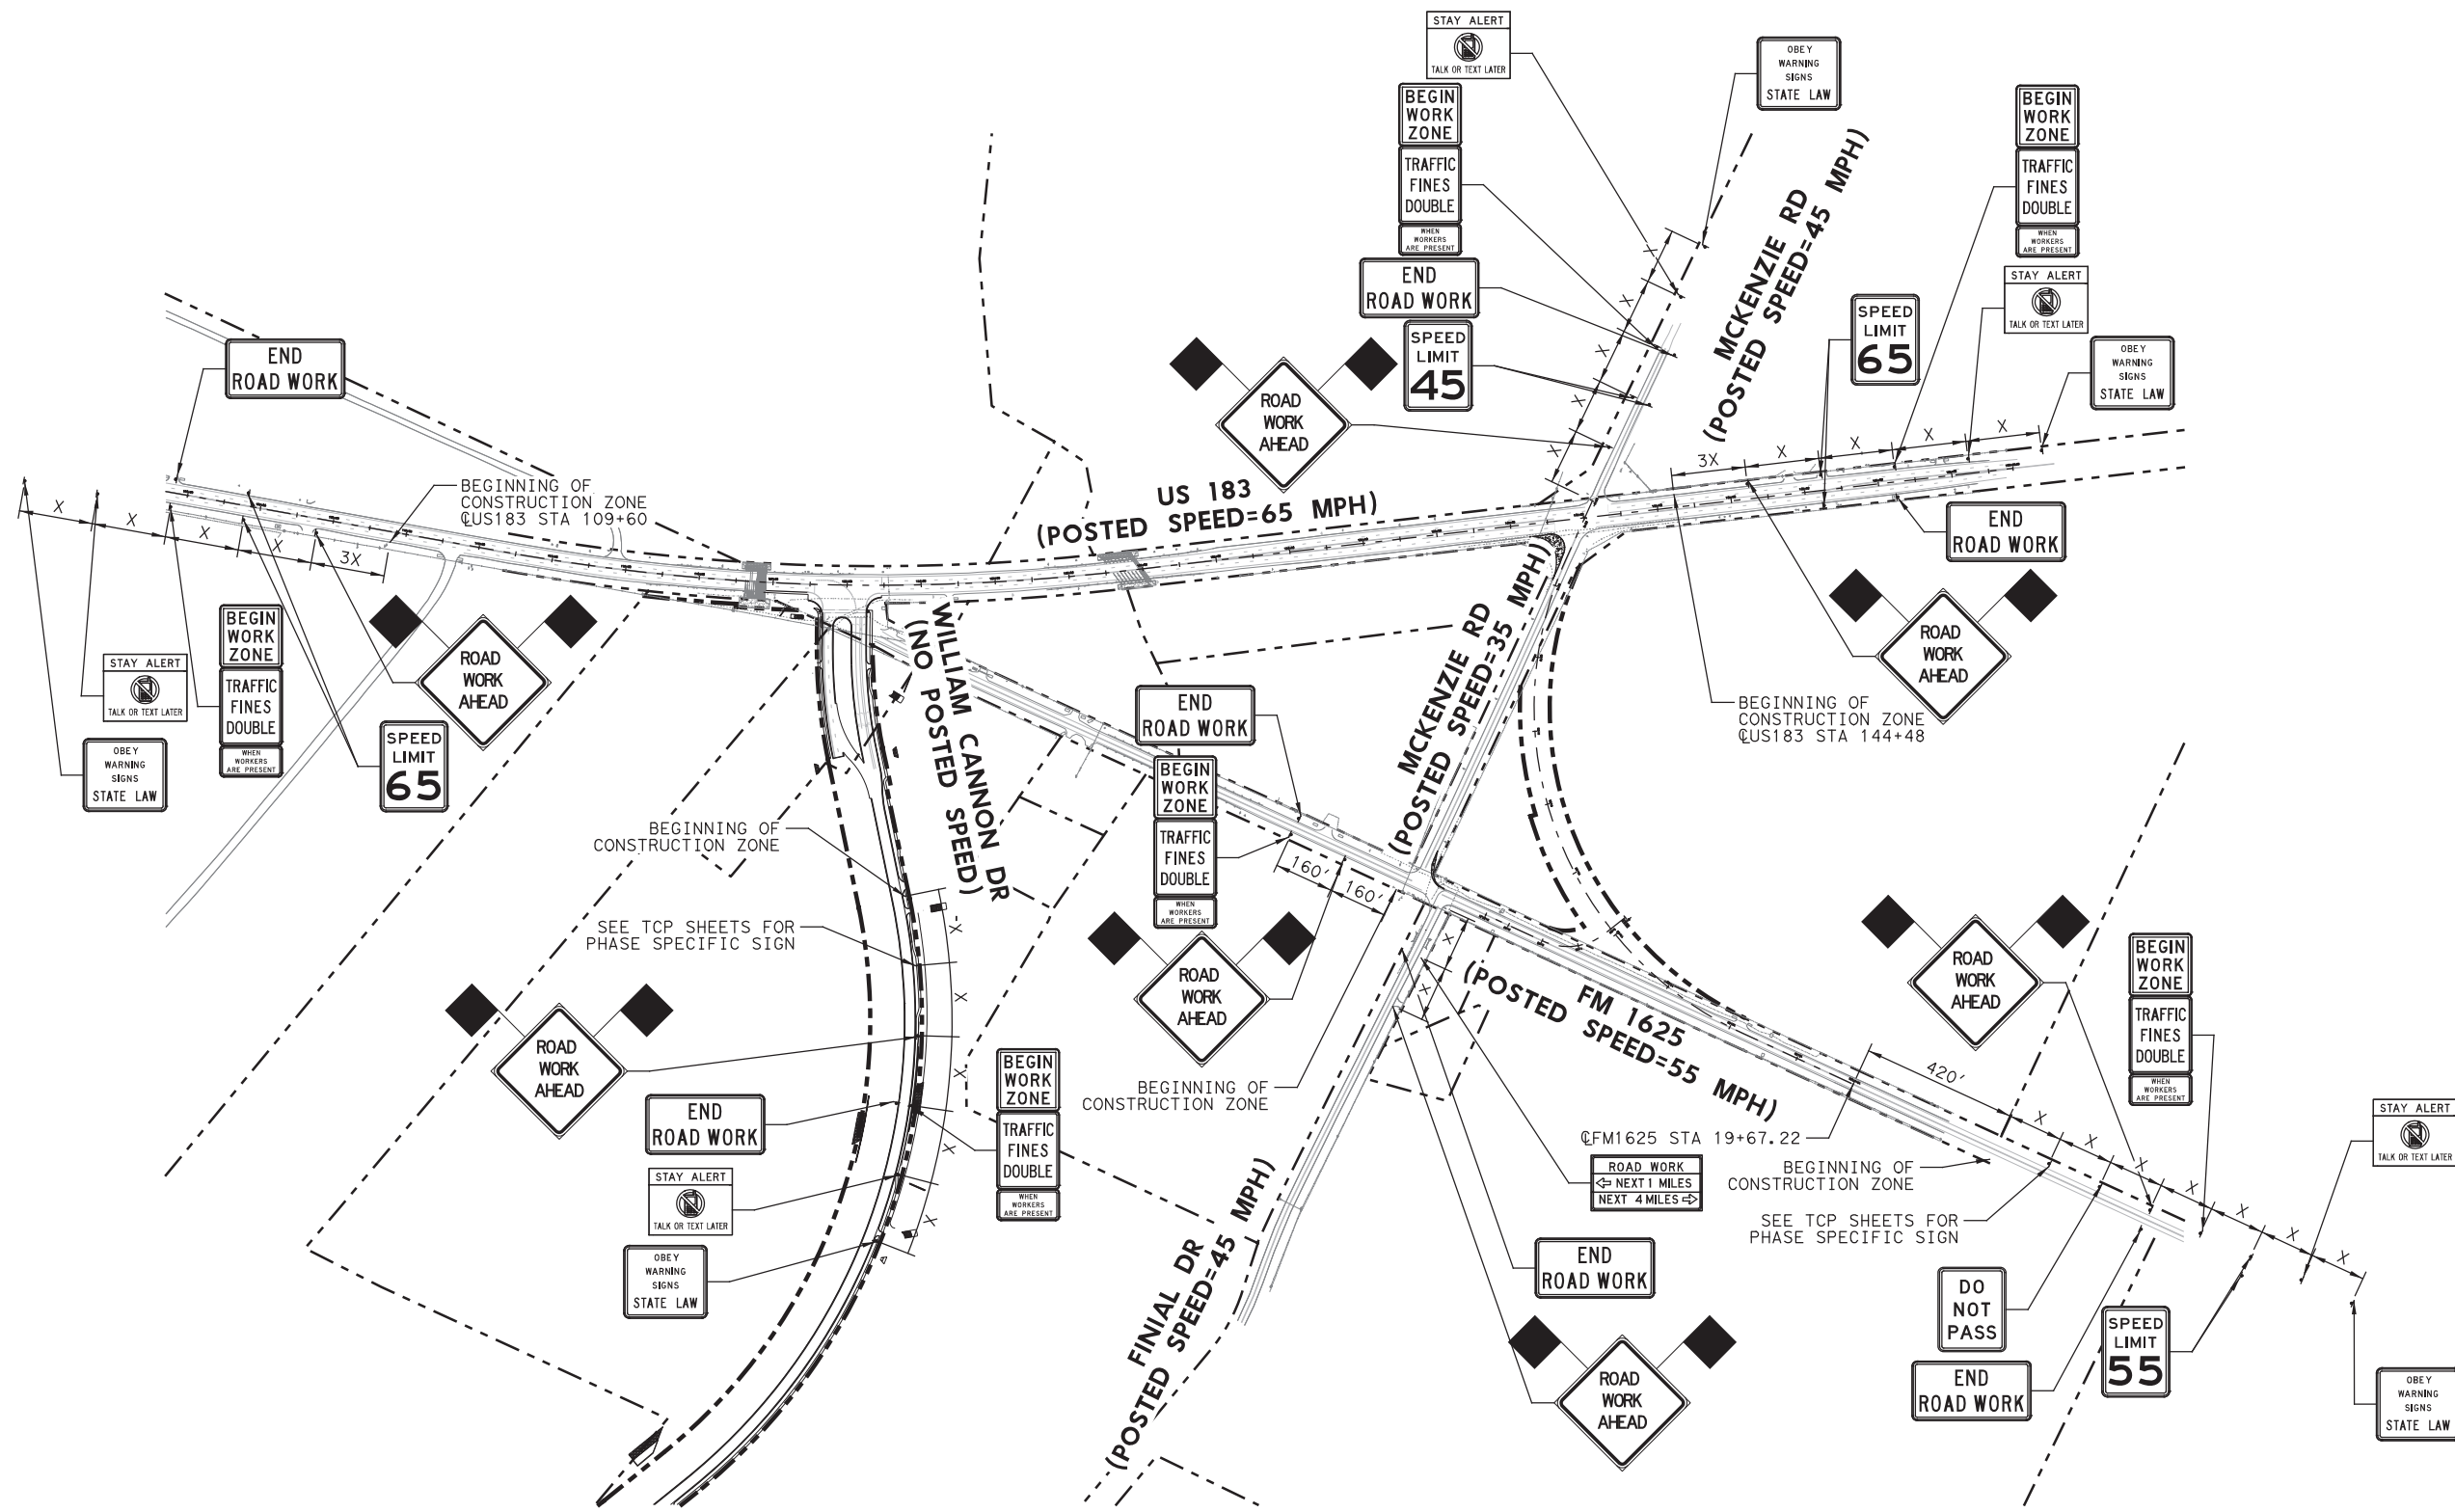 STAY ALERT
TALK OR TEXT LATER
OBEY
WARNING
SIGNS
STATE LAW
BEGIN
WORK
ZONE
TRAFFIC
FINES
DOUBLE
WHEN
WORKERS
ARE PRESENT
END
ROAD WORK
SPEED
LIMIT
45
ROAD
WORK
AHEAD
X
X
X
X
X
MCKENZIE RD
(POSTED SPEED=45 MPH)
BEGIN
WORK
ZONE
TRAFFIC
FINES
DOUBLE
WHEN
WORKERS
ARE PRESENT
STAY ALERT
TALK OR TEXT LATER
SPEED
LIMIT
65
OBEY
WARNING
SIGNS
STATE LAW
3X
X
X
X
X
END
ROAD WORK
ROAD
WORK
AHEAD
BEGINNING OF
CONSTRUCTION ZONE
℄US183 STA 144+48
END
ROAD WORK
BEGINNING OF
CONSTRUCTION ZONE
℄US183 STA 109+60
X
X
X
X
3X
US 183
(POSTED SPEED=65 MPH)
STAY ALERT
TALK OR TEXT LATER
OBEY
WARNING
SIGNS
STATE LAW
BEGIN
WORK
ZONE
TRAFFIC
FINES
DOUBLE
WHEN
WORKERS
ARE PRESENT
SPEED
LIMIT
65
ROAD
WORK
AHEAD
WILLIAM CANNON DR
(NO POSTED SPEED)
MCKENZIE RD
(POSTED SPEED=35 MPH)
END
ROAD WORK
BEGIN
WORK
ZONE
TRAFFIC
FINES
DOUBLE
WHEN
WORKERS
ARE PRESENT
160'
160'
ROAD
WORK
AHEAD
BEGINNING OF
CONSTRUCTION ZONE
BEGINNING OF
CONSTRUCTION ZONE
SEE TCP SHEETS FOR
PHASE SPECIFIC SIGN
X
X
X
X
X
ROAD
WORK
AHEAD
END
ROAD WORK
STAY ALERT
TALK OR TEXT LATER
OBEY
WARNING
SIGNS
STATE LAW
BEGIN
WORK
ZONE
TRAFFIC
FINES
DOUBLE
WHEN
WORKERS
ARE PRESENT
X
X
FM 1625
(POSTED SPEED=55 MPH)
FINIAL DR
(POSTED SPEED=45 MPH)
ROAD WORK
⇦ NEXT 1 MILES
NEXT 4 MILES ⇨
END
ROAD WORK
ROAD
WORK
AHEAD
℄FM1625 STA 19+67.22
BEGINNING OF
CONSTRUCTION ZONE
SEE TCP SHEETS FOR
PHASE SPECIFIC SIGN
420'
X
X
X
X
X
X
X
ROAD
WORK
AHEAD
BEGIN
WORK
ZONE
TRAFFIC
FINES
DOUBLE
WHEN
WORKERS
ARE PRESENT
STAY ALERT
TALK OR TEXT LATER
DO
NOT
PASS
END
ROAD WORK
SPEED
LIMIT
55
OBEY
WARNING
SIGNS
STATE LAW